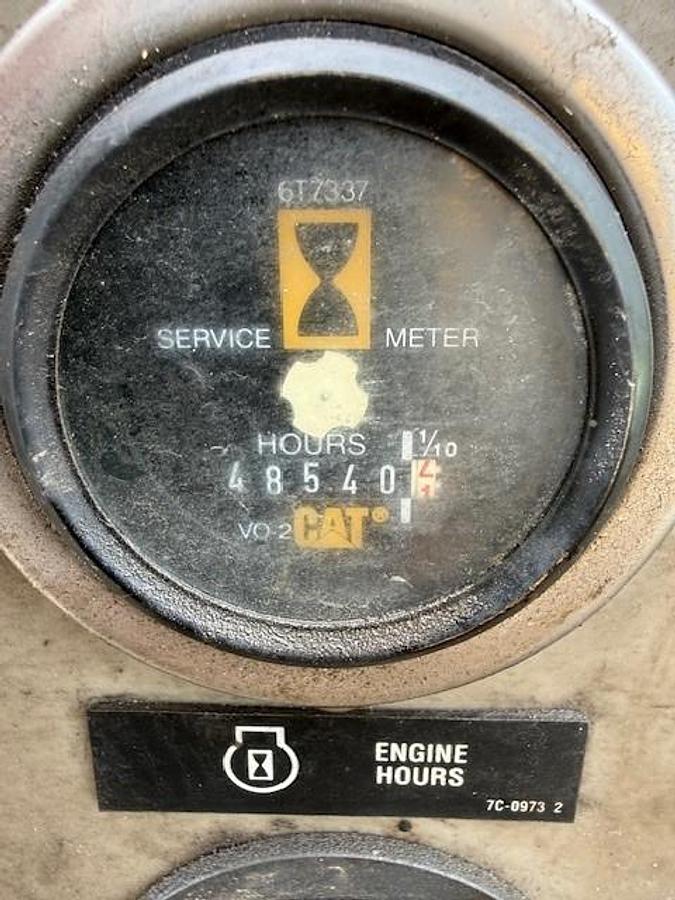 6T7337
SERVICE METER
HOURS 1/10
48540
VO-2 CAT®
ENGINE
HOURS
7C-0973 2